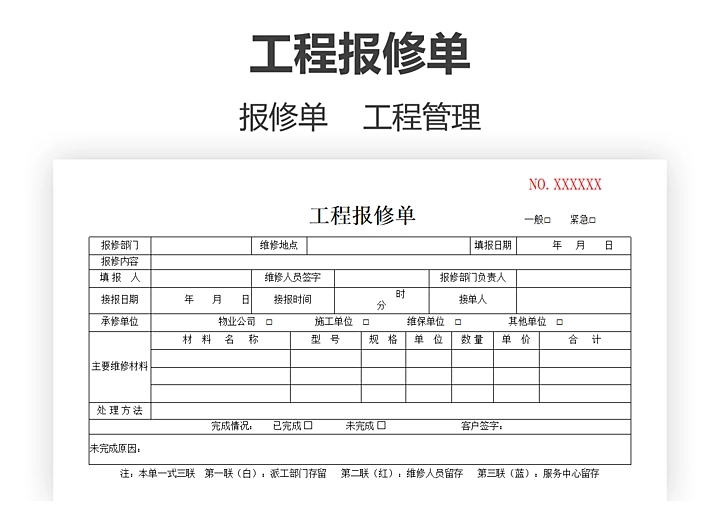 工程报修单
报修单 工程管理
NO. XXXXXX
工程报修单
一般□ 紧急□
报修部门 维修地点 填报日期 年 月 日
报修内容
填 报 人 维修人员签字 报修部门负责人
接报日期 年 月 日 接报时间 时 分 接单人
承修单位 物业公司 □ 施工单位 □ 维保单位 □ 其他单位 □
主要维修材料 材 料 名 称 型 号 规 格 单 位 数 量 单 价 合 计
处 理 方 法
完成情况： 已完成 □ 未完成 □ 客户签字：
未完成原因：
注：本单一式三联 第一联（白）：派工部门存留 第二联（红）：维修人员留存 第三联（蓝）：服务中心留存